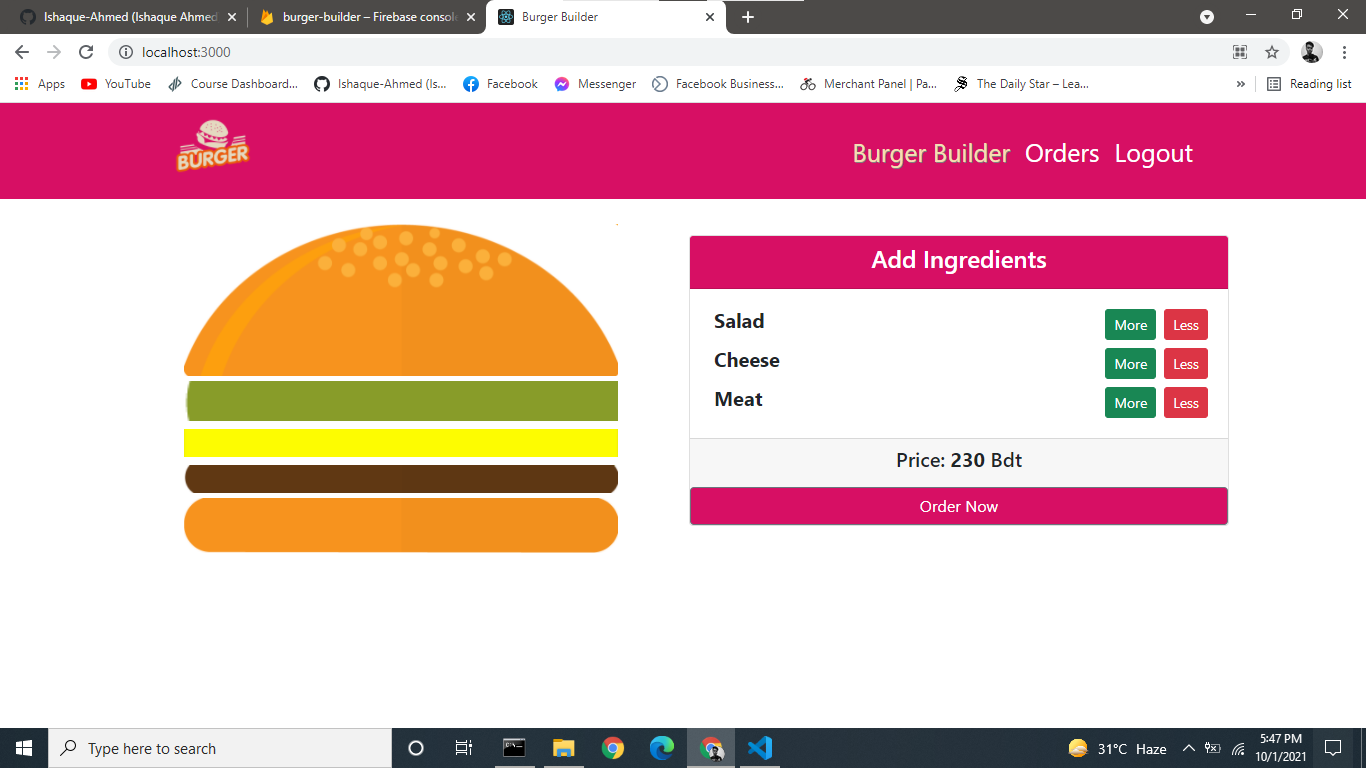 Ishaque-Ahmed (Ishaque Ahmed
burger-builder – Firebase console
Burger Builder
localhost:3000
Apps
YouTube
Course Dashboard...
Ishaque-Ahmed (Is...
Facebook
Messenger
Facebook Business...
Merchant Panel | Pa...
The Daily Star – Lea...
»
Reading list
BURGER
Burger Builder Orders Logout
Add Ingredients
Salad More Less
Cheese More Less
Meat More Less
Price: 230 Bdt
Order Now
Type here to search
31°C Haze
5:47 PM
10/1/2021